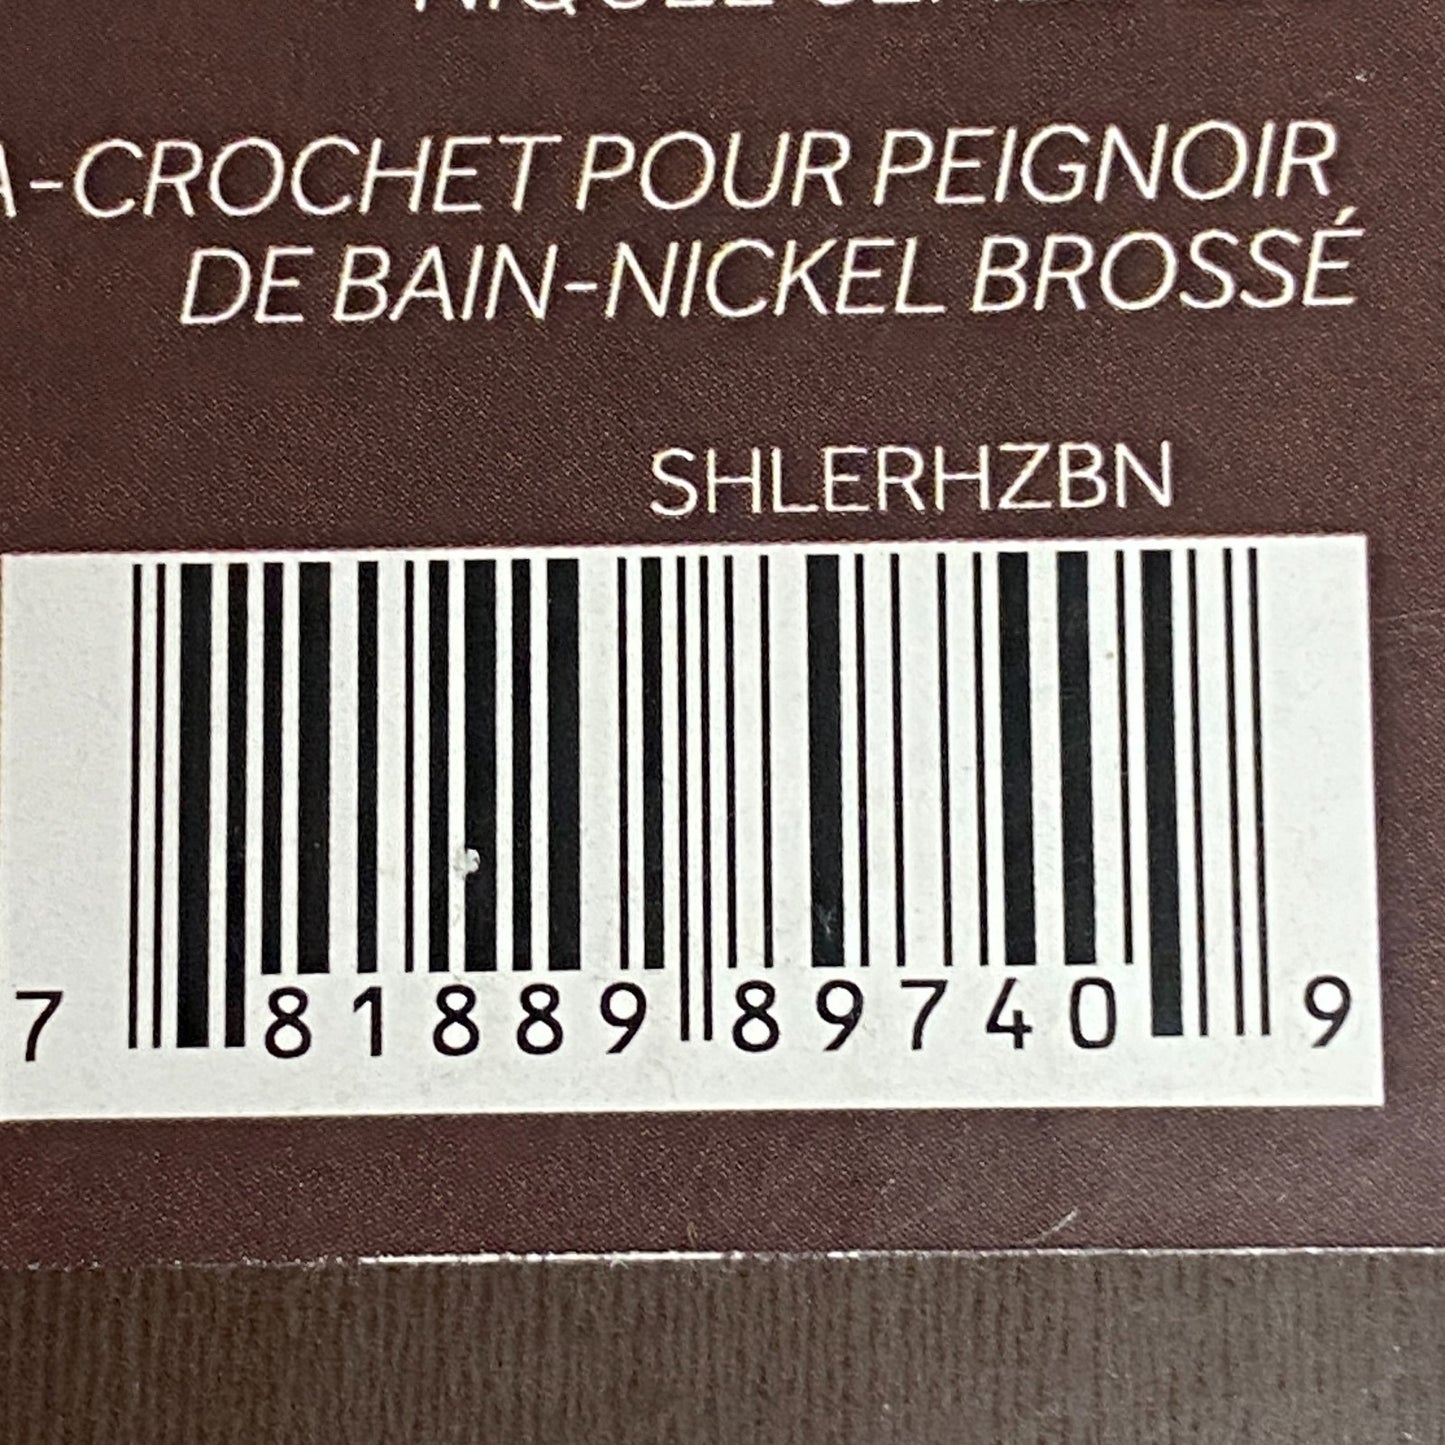 A-CROCHET POUR PEIGNOIR
DE BAIN-NICKEL BROSSÉ
SHLERHZBN
7 81889 89740 9